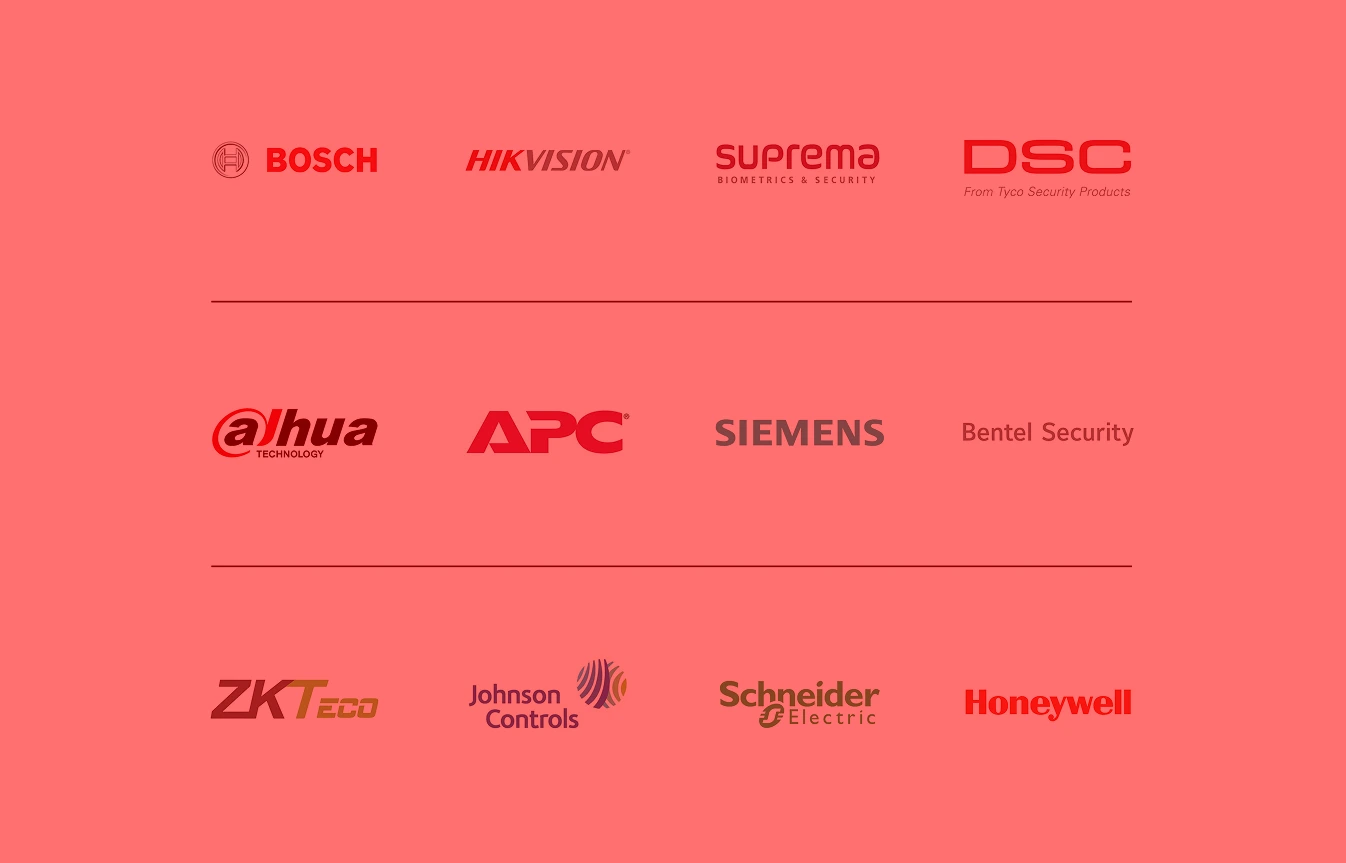 BOSCH
HIKVISION®
suprema
BIOMETRICS & SECURITY
DSC
From Tyco Security Products
alhua
TECHNOLOGY
APC®
SIEMENS
Bentel Security
ZKTECO
Johnson
Controls
Schneider
Electric
Honeywell